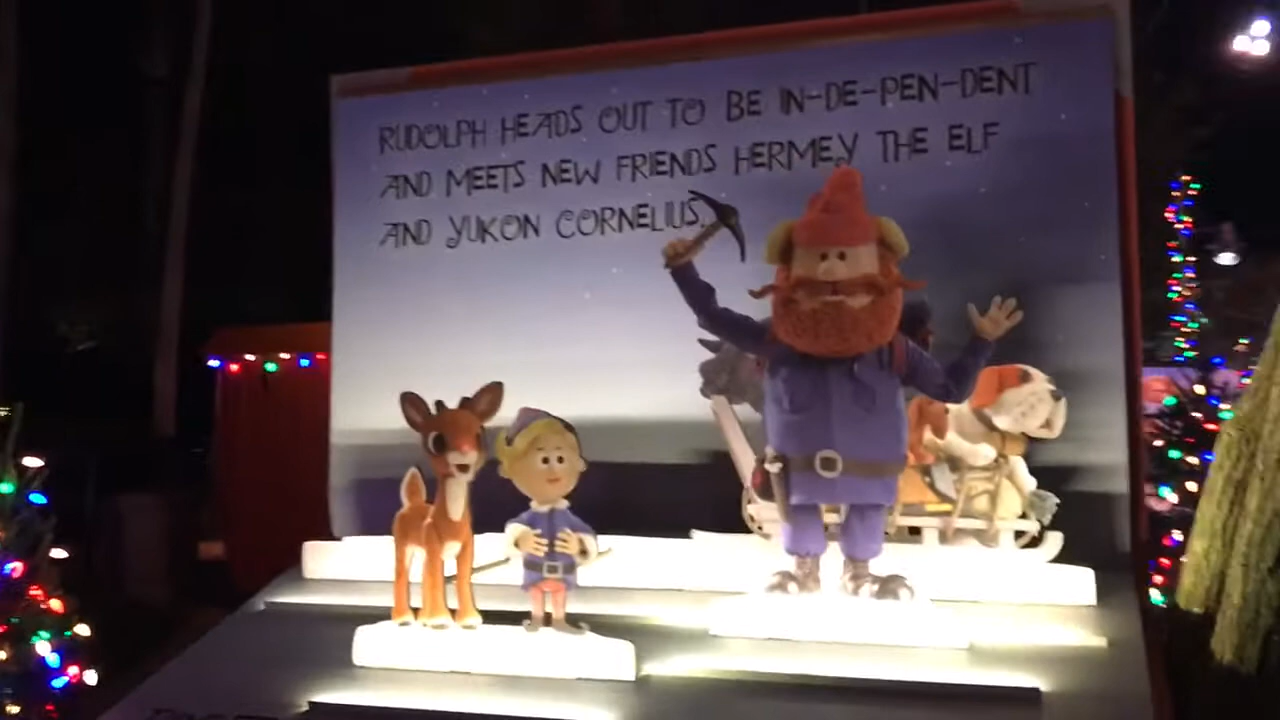 RUDOLPH HEADS OUT TO BE IN-DE-PEN-DENT
AND MEETS NEW FRIENDS HERMEY THE ELF
AND YUKON CORNELIUS.